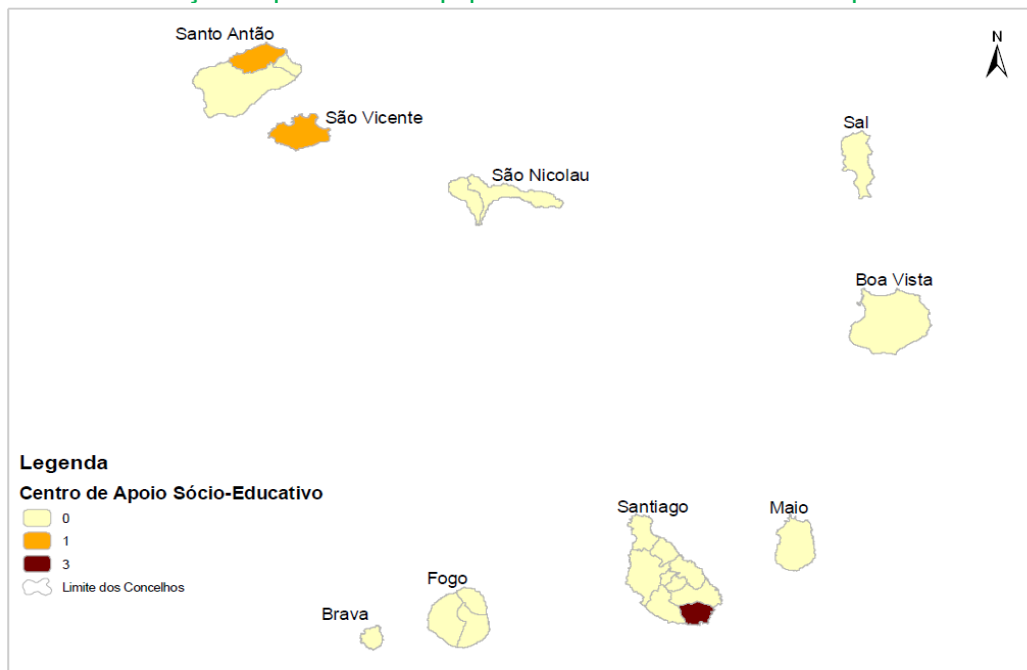 Santo Antão
N
São Vicente
Sal
São Nicolau
Boa Vista
Legenda
Centro de Apoio Sócio-Educativo
0
1
3
Limite dos Concelhos
Santiago
Maio
Fogo
Brava